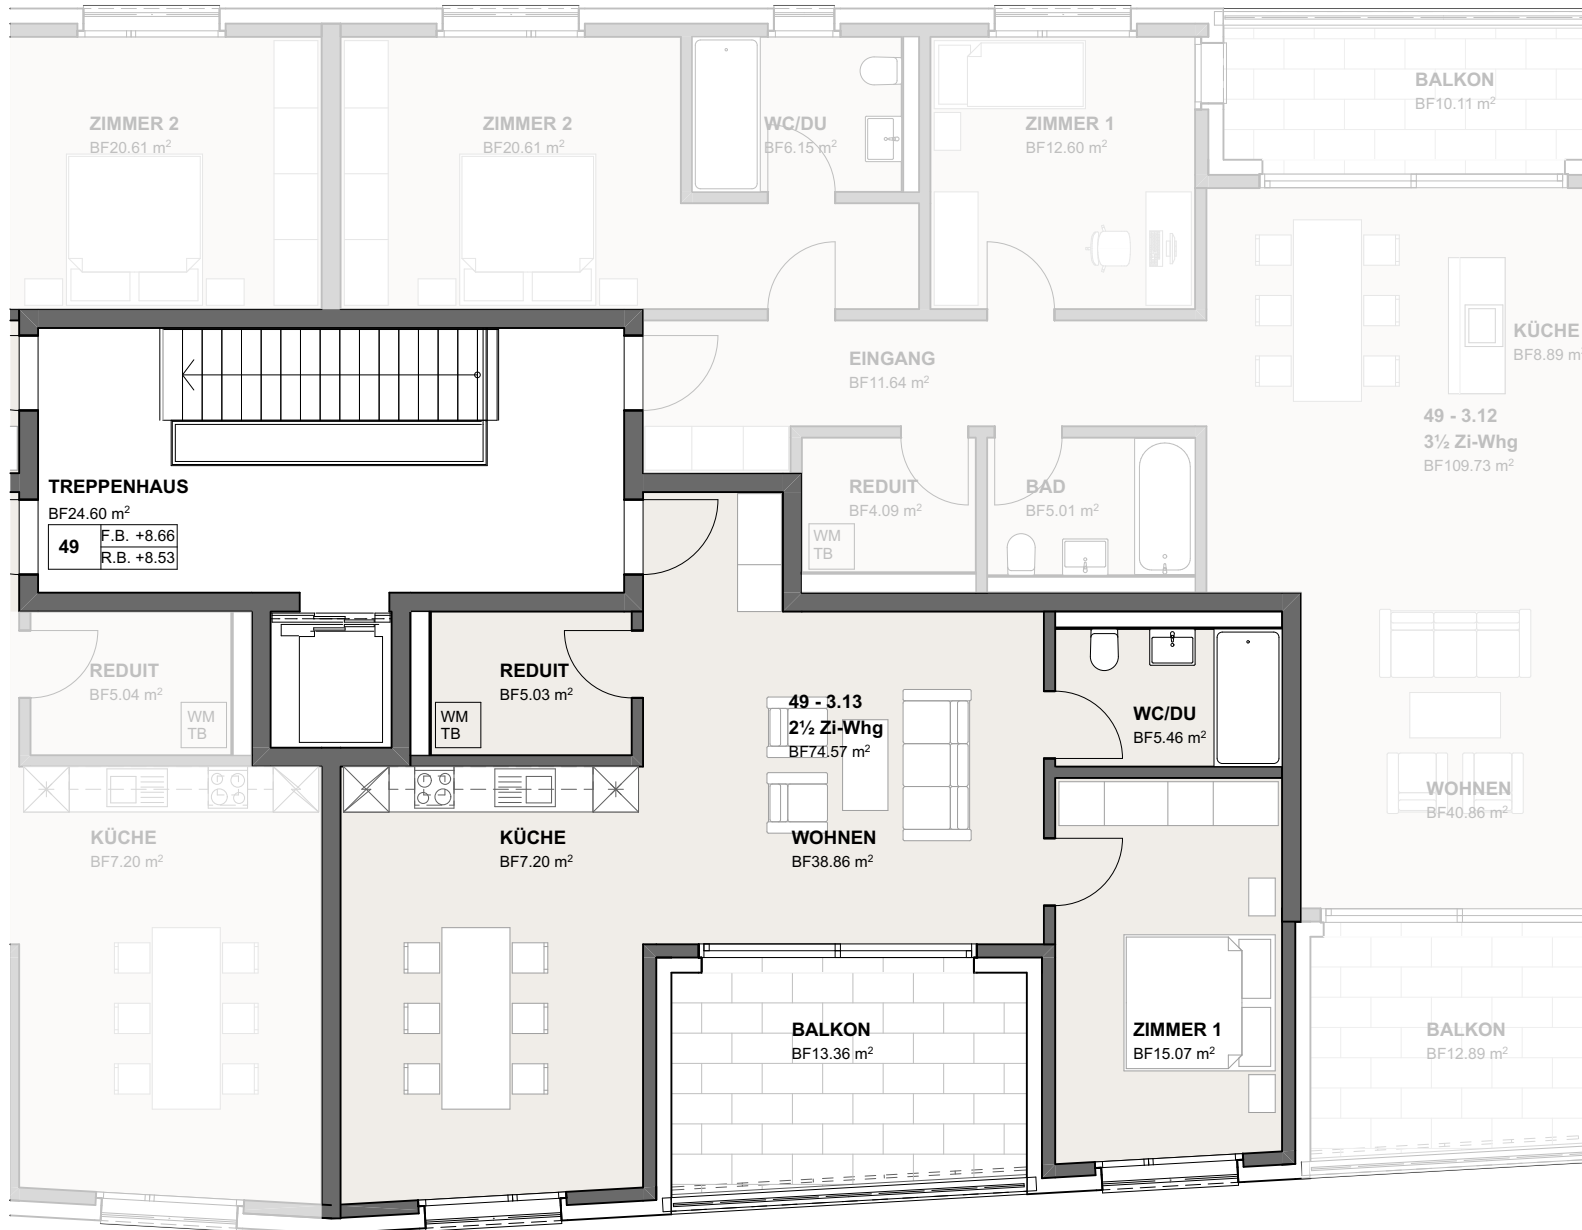 ZIMMER 2
BF20.61 m²
ZIMMER 2
BF20.61 m²
WC/DU
BF6.15 m²
ZIMMER 1
BF12.60 m²
BALKON
BF10.11 m²
EINGANG
BF11.64 m²
KÜCHE
BF8.89 m²
49 - 3.12
3½ Zi-Whg
BF109.73 m²
TREPPENHAUS
BF24.60 m²
49
F.B. +8.66
R.B. +8.53
REDUIT
BF4.09 m²
WM
TB
BAD
BF5.01 m²
REDUIT
BF5.04 m²
WM
TB
REDUIT
BF5.03 m²
WM
TB
49 - 3.13
2½ Zi-Whg
BF74.57 m²
WC/DU
BF5.46 m²
WOHNEN
BF40.86 m²
KÜCHE
BF7.20 m²
KÜCHE
BF7.20 m²
WOHNEN
BF38.86 m²
BALKON
BF13.36 m²
ZIMMER 1
BF15.07 m²
BALKON
BF12.89 m²